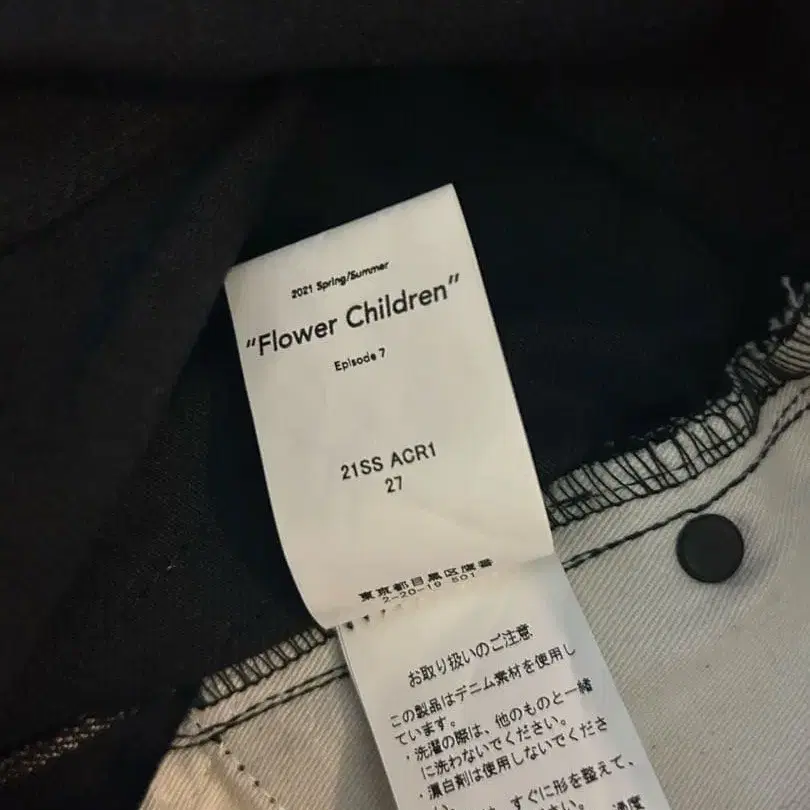 2021 Spring/Summer
"Flower Children"
Episode 7
21SS ACR1
27
東京都目黒区鷹番
2-20-19 501
お取り扱いのご注意
この製品はデニム素材を使用し
ています。
・洗濯の際は、他のものと一緒
に洗わないでください。
・漂白剤は使用しないでくださ
い。
すぐに形を整えて、